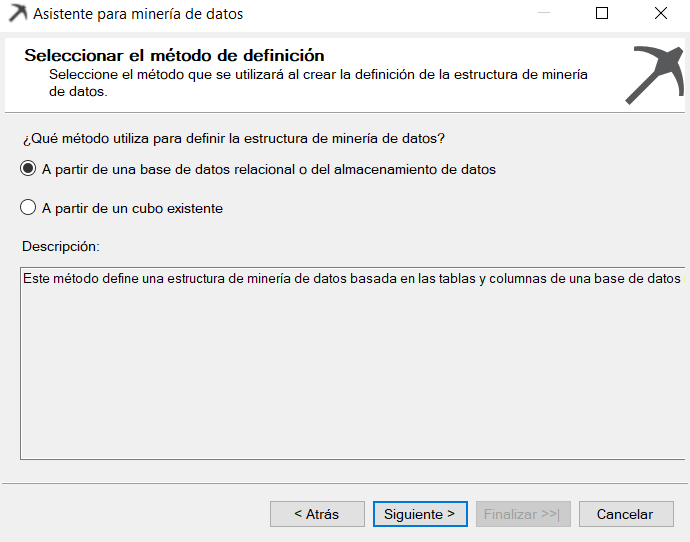 Asistente para minería de datos
Seleccionar el método de definición
Seleccione el método que se utilizará al crear la definición de la estructura de minería
de datos.
¿Qué método utiliza para definir la estructura de minería de datos?
A partir de una base de datos relacional o del almacenamiento de datos
A partir de un cubo existente
Descripción:
Este método define una estructura de minería de datos basada en las tablas y columnas de una base de datos
< Atrás
Siguiente >
Finalizar >>|
Cancelar